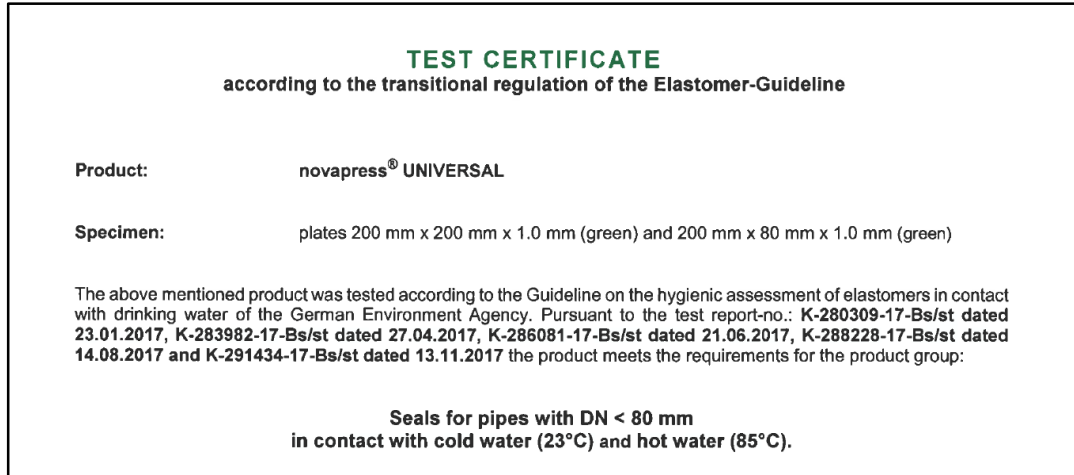 TEST CERTIFICATE
according to the transitional regulation of the Elastomer-Guideline
Product: novapress® UNIVERSAL
Specimen: plates 200 mm x 200 mm x 1.0 mm (green) and 200 mm x 80 mm x 1.0 mm (green)
The above mentioned product was tested according to the Guideline on the hygienic assessment of elastomers in contact
with drinking water of the German Environment Agency. Pursuant to the test report-no.: K-280309-17-Bs/st dated
23.01.2017, K-283982-17-Bs/st dated 27.04.2017, K-286081-17-Bs/st dated 21.06.2017, K-288228-17-Bs/st dated
14.08.2017 and K-291434-17-Bs/st dated 13.11.2017 the product meets the requirements for the product group:
Seals for pipes with DN < 80 mm
in contact with cold water (23°C) and hot water (85°C).